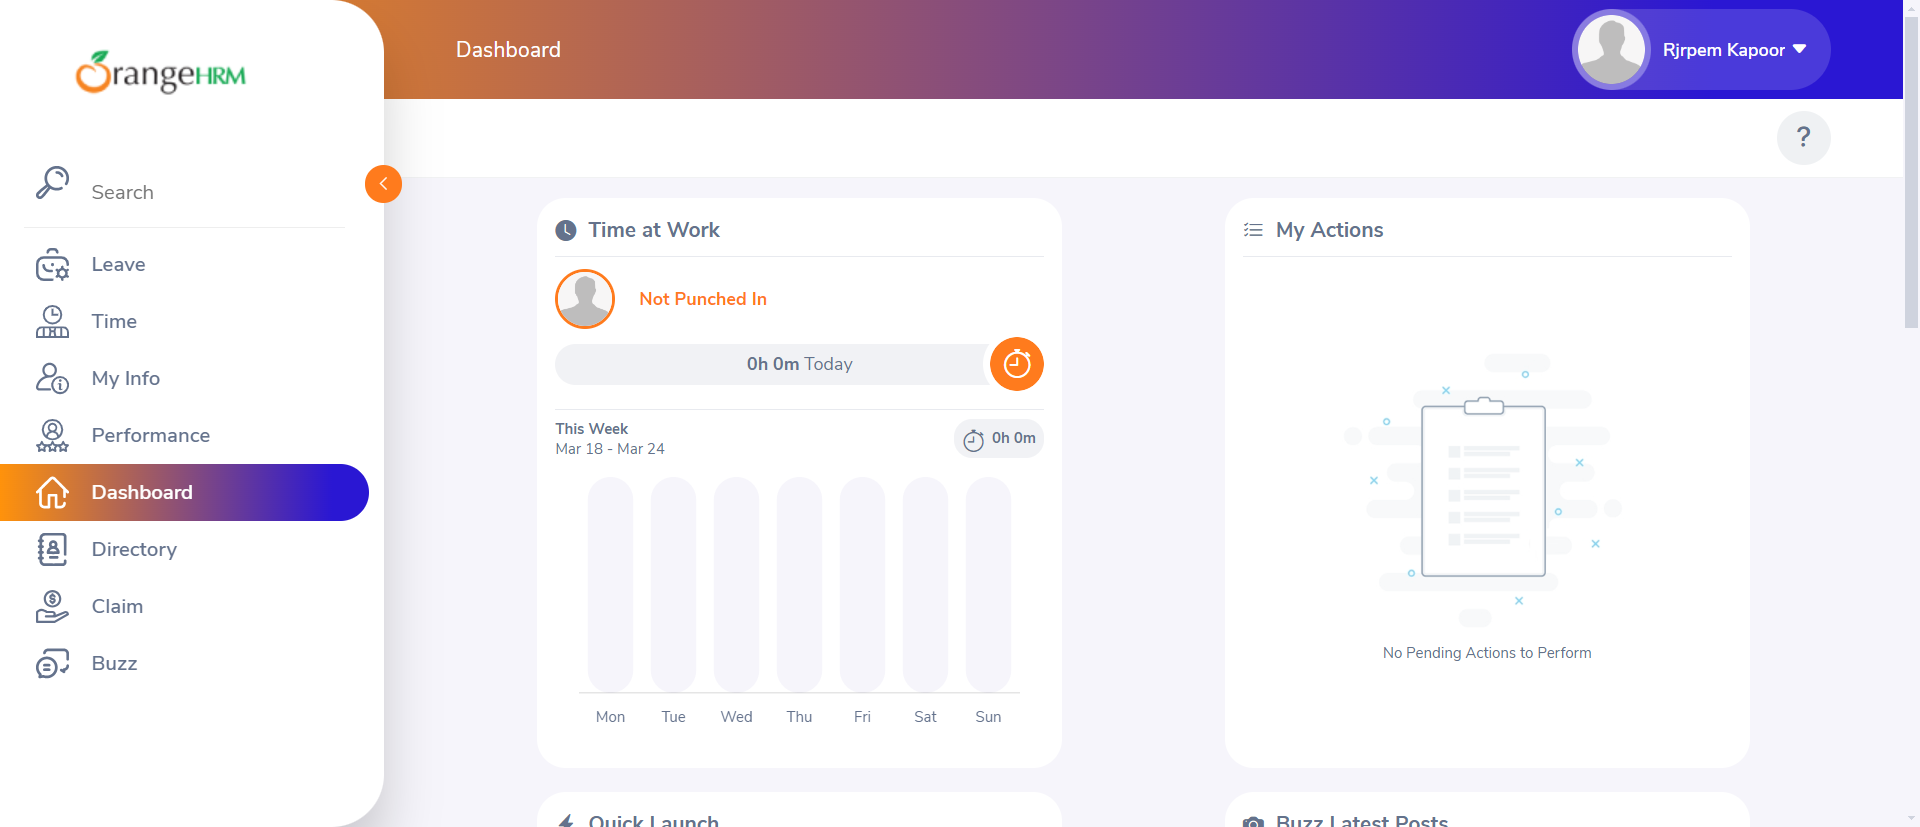 OrangeHRM
Dashboard
Rjrpem Kapoor
?
Search
Leave
Time
My Info
Performance
Dashboard
Directory
Claim
Buzz
Time at Work
Not Punched In
0h 0m Today
This Week
Mar 18 - Mar 24
0h 0m
Mon Tue Wed Thu Fri Sat Sun
My Actions
No Pending Actions to Perform
Quick Launch
Buzz Latest Posts